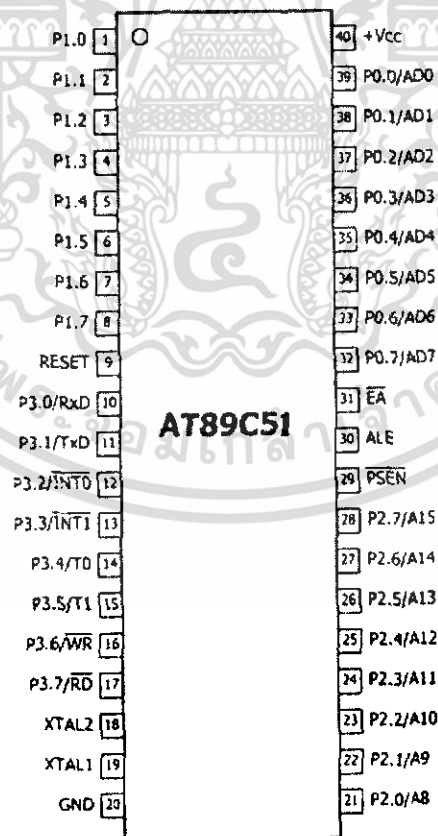 P1.0 1
P1.1 2
P1.2 3
P1.3 4
P1.4 5
P1.5 6
P1.6 7
P1.7 8
RESET 9
P3.0/RxD 10
P3.1/TxD 11
P3.2/INT0 12
P3.3/INT1 13
P3.4/T0 14
P3.5/T1 15
P3.6/WR 16
P3.7/RD 17
XTAL2 18
XTAL1 19
GND 20
AT89C51
40 +Vcc
39 P0.0/AD0
38 P0.1/AD1
37 P0.2/AD2
36 P0.3/AD3
35 P0.4/AD4
34 P0.5/AD5
33 P0.6/AD6
32 P0.7/AD7
31 EA
30 ALE
29 PSEN
28 P2.7/A15
27 P2.6/A14
26 P2.5/A13
25 P2.4/A12
24 P2.3/A11
23 P2.2/A10
22 P2.1/A9
21 P2.0/A8